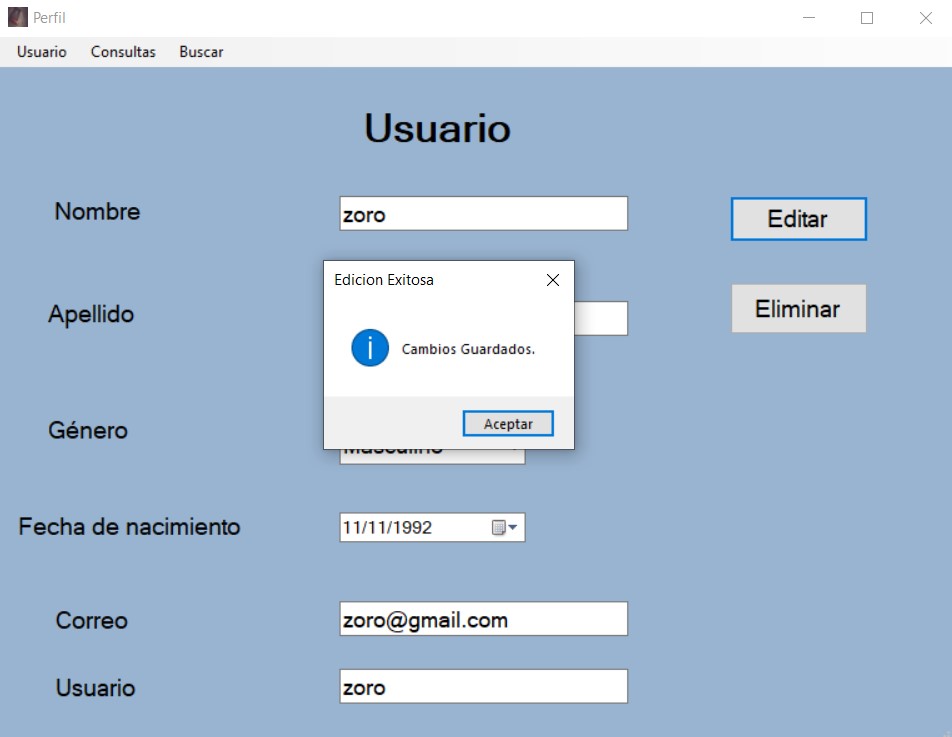 Perfil
Usuario Consultas Buscar
Usuario
Nombre
zoro
Editar
Edicion Exitosa
Apellido
Eliminar
Cambios Guardados.
Aceptar
Género
Masculino
Fecha de nacimiento
11/11/1992
Correo
zoro@gmail.com
Usuario
zoro